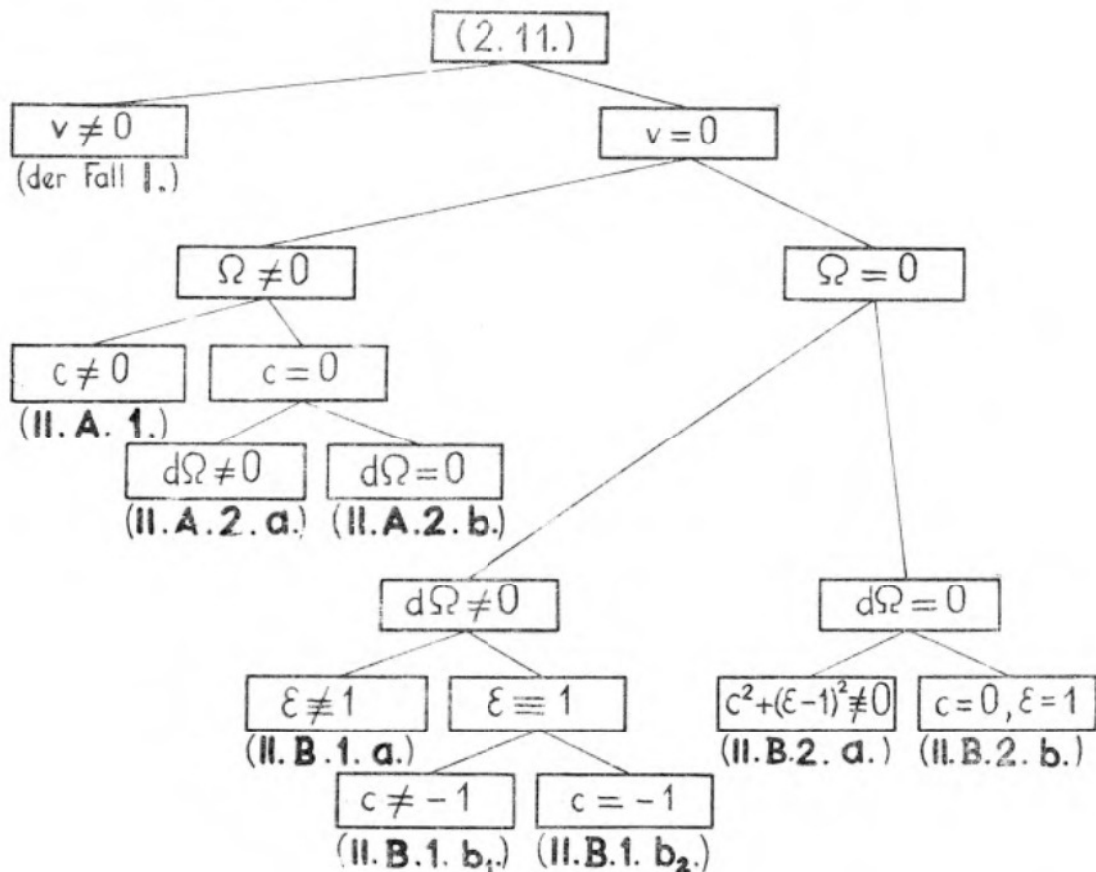 (2.11.)
v ≠ 0
v = 0
(der Fall I.)
Ω ≠ 0
Ω = 0
c ≠ 0
c = 0
(II. A. 1.)
dΩ ≠ 0
dΩ = 0
(II. A. 2. a.)
(II. A. 2. b.)
dΩ ≠ 0
dΩ = 0
ε ≢ 1
ε ≡ 1
c² + (ε-1)² ≢ 0
c = 0, ε = 1
(II. B. 1. a.)
(II. B. 2. a.)
(II. B. 2. b.)
c ≠ -1
c = -1
(II. B. 1. b₁.)
(II. B. 1. b₂.)